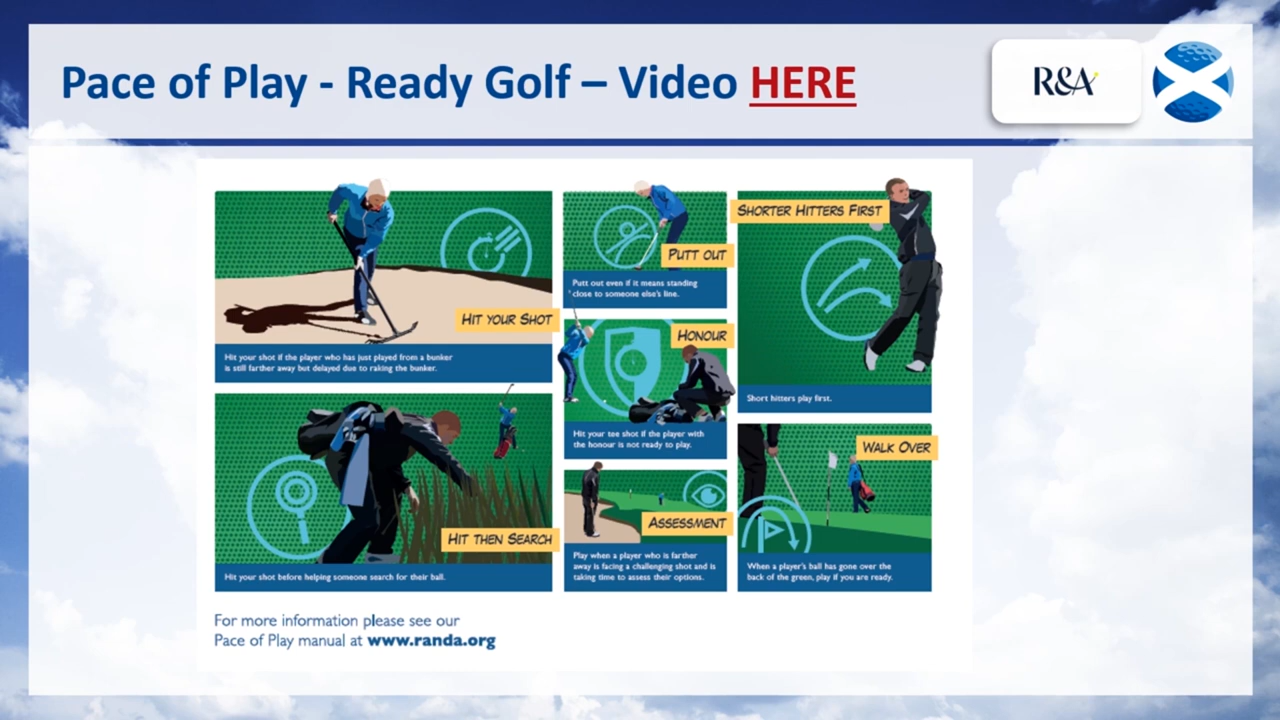 Pace of Play - Ready Golf – Video HERE
R&A
HIT YOUR SHOT
Hit your shot if the player who has just played from a bunker
is still farther away but delayed due to raking the bunker.
PUTT OUT
Putt out even if it means standing
close to someone else's line.
SHORTER HITTERS FIRST
Short hitters play first.
HONOUR
Hit your tee shot if the player with
the honour is not ready to play.
HIT THEN SEARCH
Hit your shot before helping someone search for their ball.
ASSESSMENT
Play when a player who is farther
away is facing a challenging shot and is
taking time to assess their options.
WALK OVER
When a player's ball has gone over the
back of the green, play if you are ready.
For more information please see our
Pace of Play manual at www.randa.org